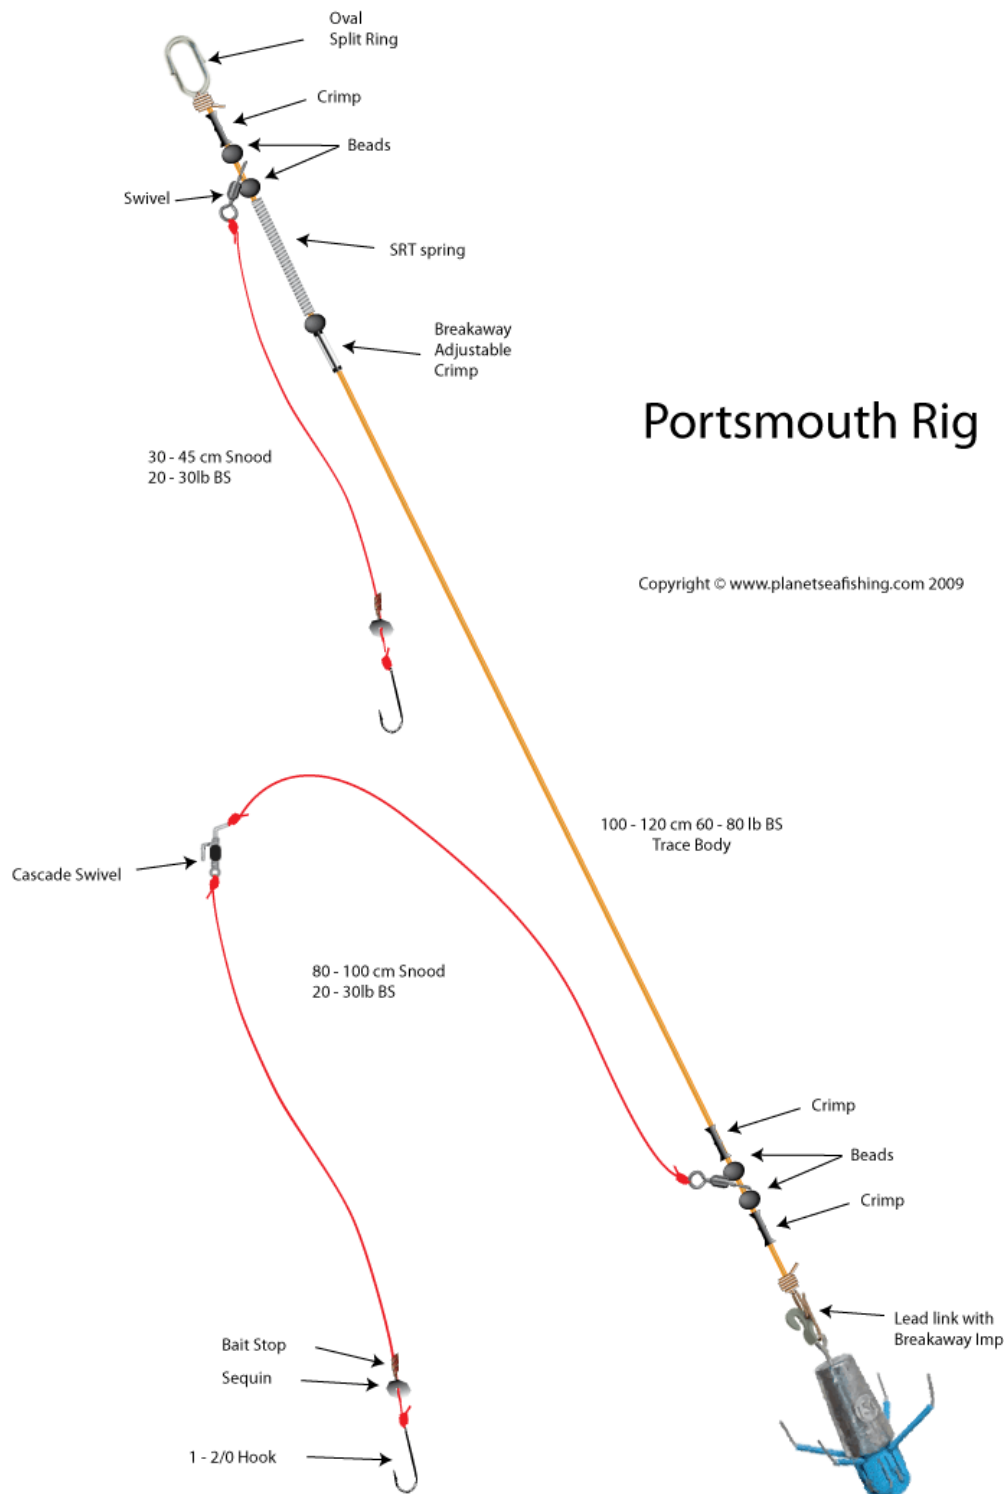 Oval
Split Ring
Crimp
Beads
Swivel
SRT spring
Breakaway
Adjustable
Crimp
Portsmouth Rig
30 - 45 cm Snood
20 - 30lb BS
Copyright © www.planetseafishing.com 2009
100 - 120 cm 60 - 80 lb BS
Trace Body
Cascade Swivel
80 - 100 cm Snood
20 - 30lb BS
Crimp
Beads
Crimp
Lead link with
Breakaway Imp
Bait Stop
Sequin
1 - 2/0 Hook